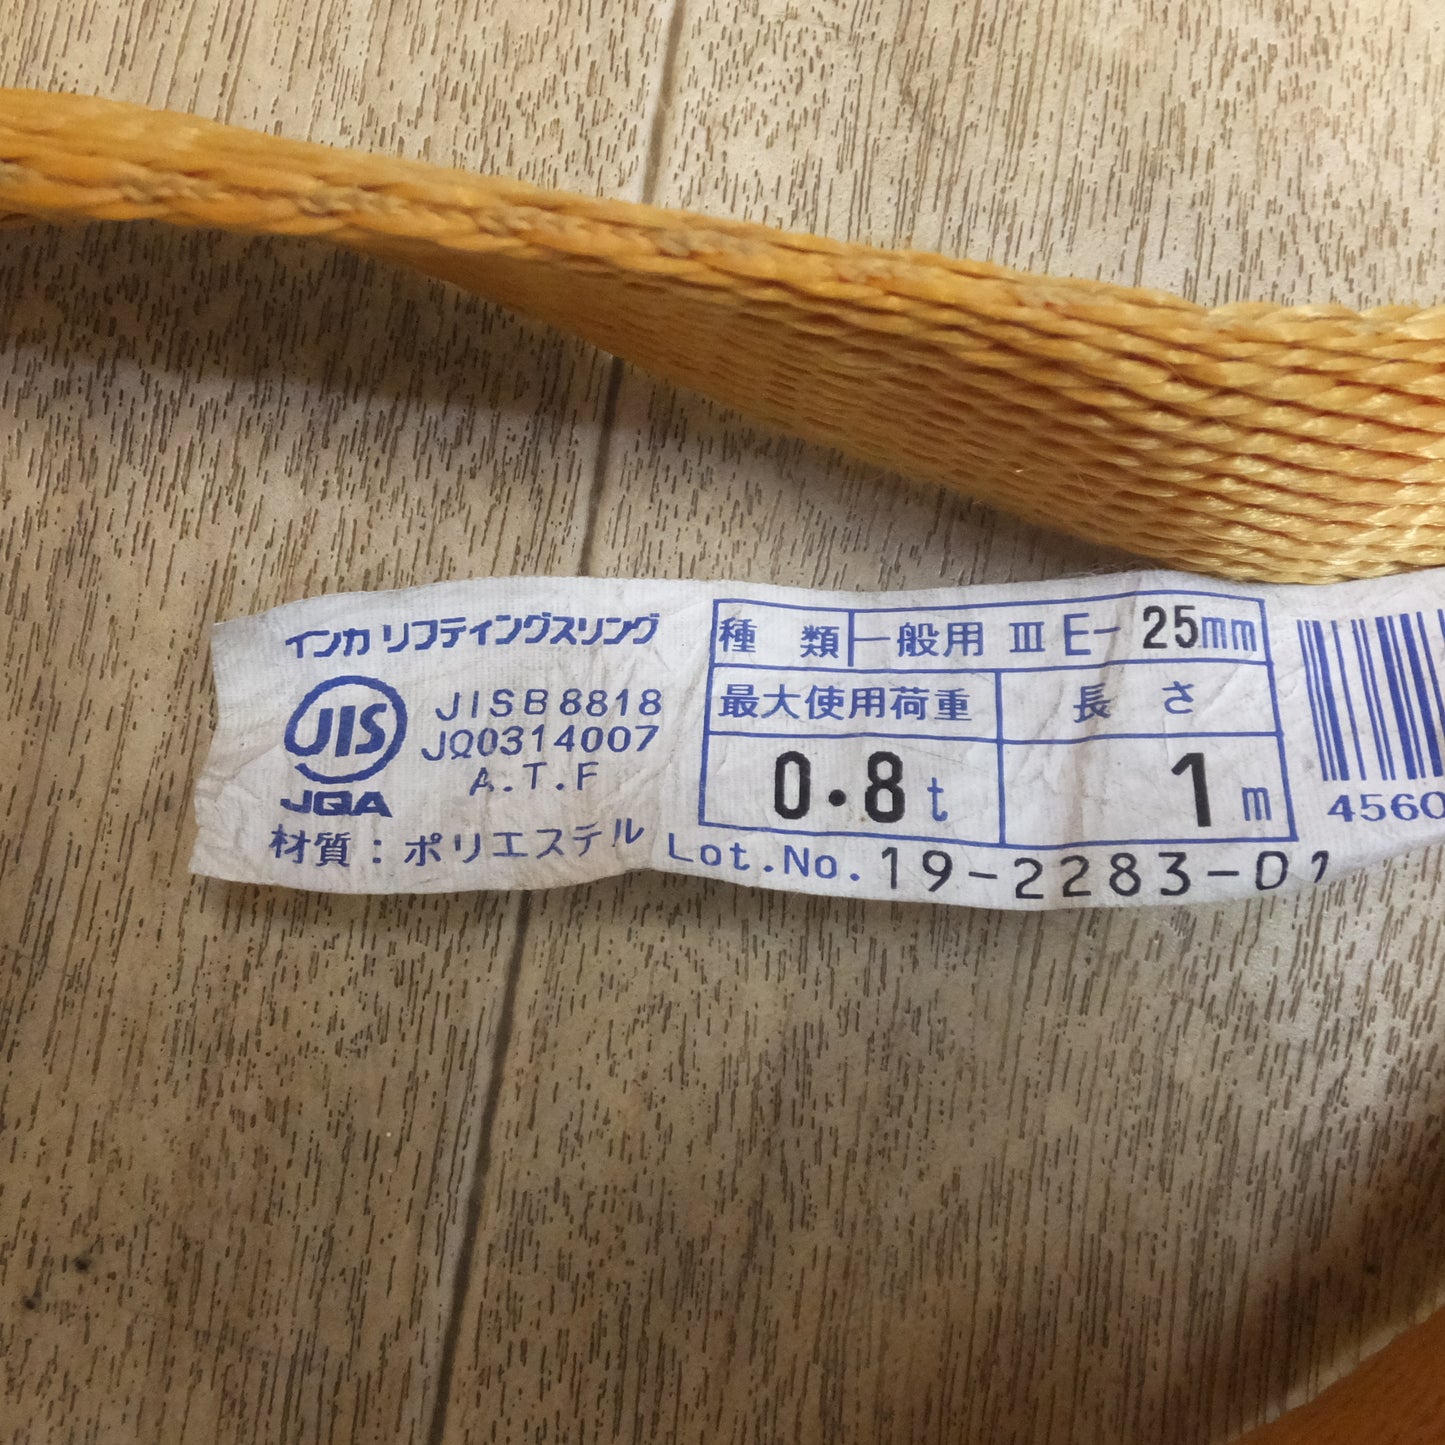 インカ リフティングスリング
JIS
JQA
JISB8818
JQ0314007
A.T.F
材質：ポリエステル
種 類 一般用 Ⅲ E-25mm
最大使用荷重 長 さ
0.8t 1m
Lot.No. 19-2283-01
4560